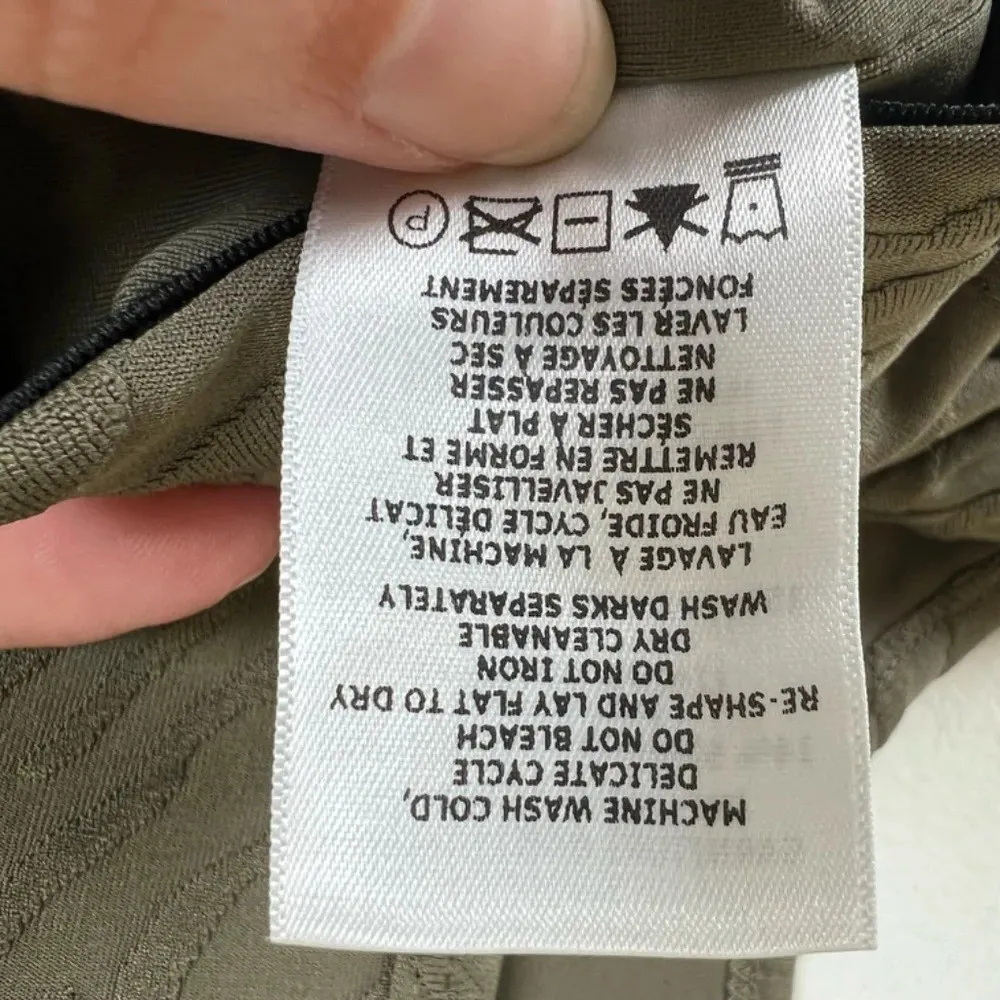 MACHINE WASH COLD,
DELICATE CYCLE
DO NOT BLEACH
RE-SHAPE AND LAY FLAT TO DRY
DO NOT IRON
DRY CLEANABLE
WASH DARKS SEPARATELY
LAVAGE À LA MACHINE,
EAU FROIDE, CYCLE DÉLICAT
NE PAS JAVELLISER
REMETTRE EN FORME ET
SÉCHER À PLAT
NE PAS REPASSER
NETTOYAGE À SEC
LAVER LES COULEURS
FONCÉES SÉPAREMENT
P